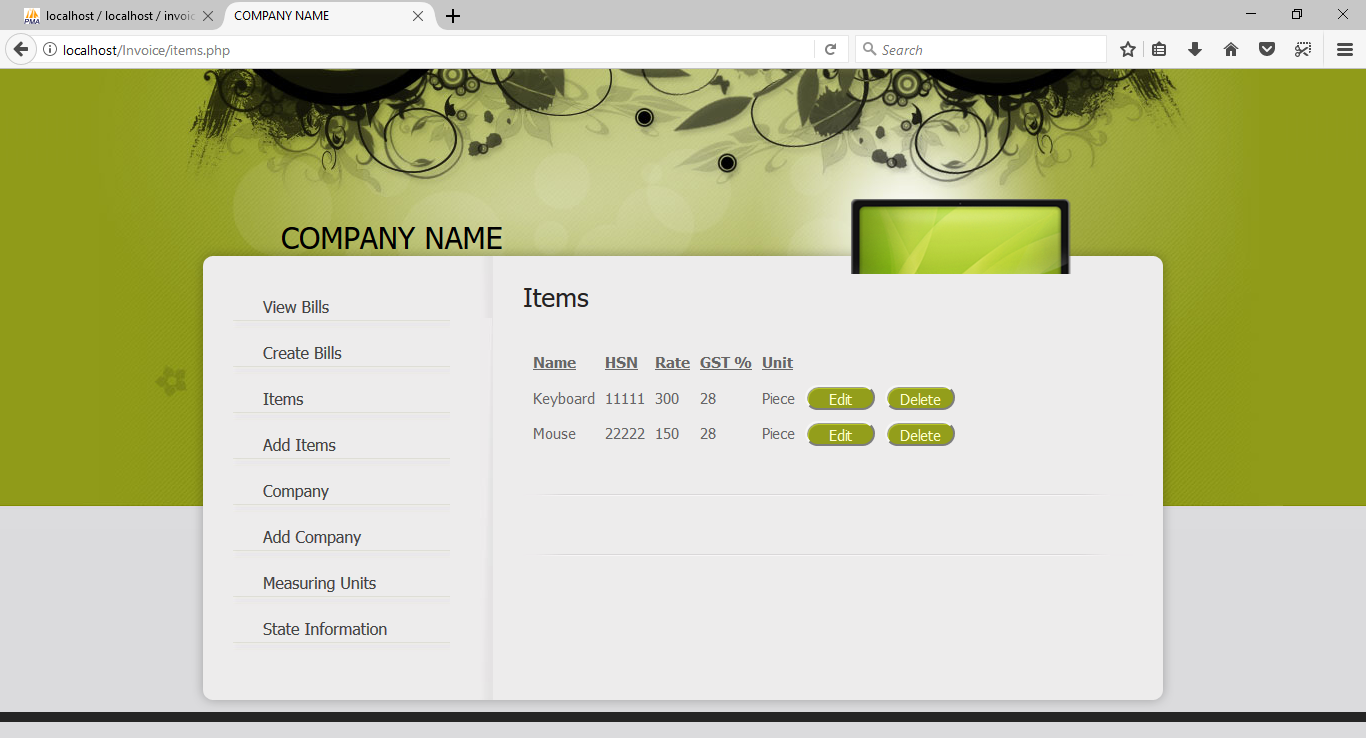 PMA localhost / localhost / invoic COMPANY NAME
localhost/Invoice/items.php Search
COMPANY NAME
View Bills
Create Bills
Items
Add Items
Company
Add Company
Measuring Units
State Information
Items
Name HSN Rate GST % Unit
Keyboard 11111 300 28 Piece Edit Delete
Mouse 22222 150 28 Piece Edit Delete